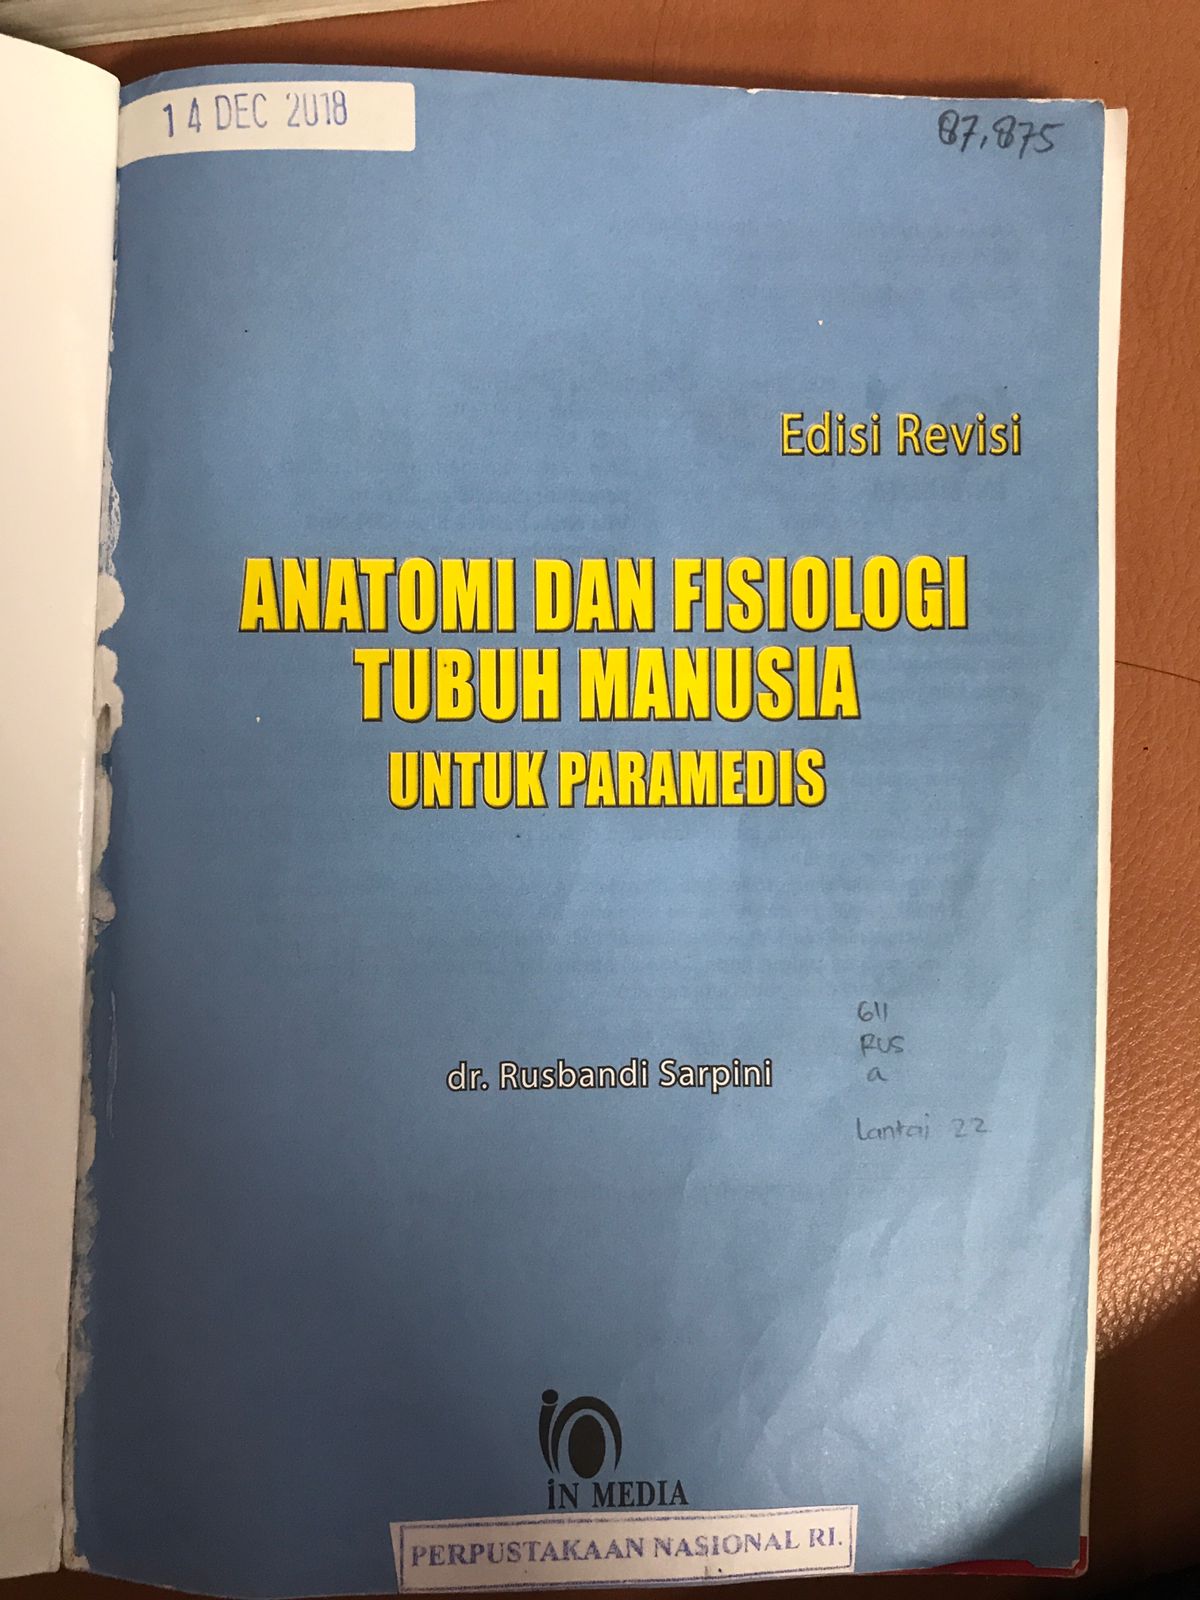 14 DEC 2018
87,875
Edisi Revisi
ANATOMI DAN FISIOLOGI
TUBUH MANUSIA
UNTUK PARAMEDIS
611
RUS
a
dr. Rusbandi Sarpini
Lantai 22
iN MEDIA
PERPUSTAKAAN NASIONAL RI.